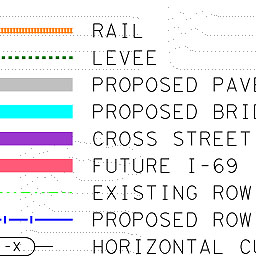 RAIL
LEVEE
PROPOSED PAVE
PROPOSED BRID
CROSS STREET
FUTURE I-69
EXISTING ROW
PROPOSED ROW
-X HORIZONTAL CU